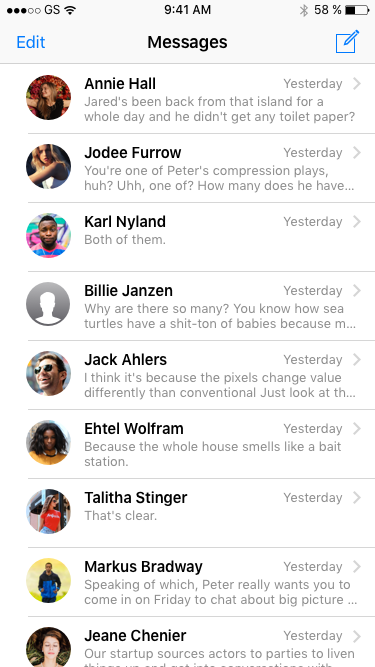 GS 9:41 AM 58 %
Edit Messages
Annie Hall Yesterday
Jared's been back from that island for a
whole day and he didn't get any toilet paper?
Jodee Furrow Yesterday
You're one of Peter's compression plays,
huh? Uhh, one of? How many does he have...
Karl Nyland Yesterday
Both of them.
Billie Janzen Yesterday
Why are there so many? You know how sea
turtles have a shit-ton of babies because m...
Jack Ahlers Yesterday
I think it's because the pixels change value
differently than conventional Just look at th...
Ehtel Wolfram Yesterday
Because the whole house smells like a bait
station.
Talitha Stinger Yesterday
That's clear.
Markus Bradway Yesterday
Speaking of which, Peter really wants you to
come in on Friday to chat about big picture ...
Jeane Chenier Yesterday
Our startup sources actors to parties to liven
things up and get into conversations with